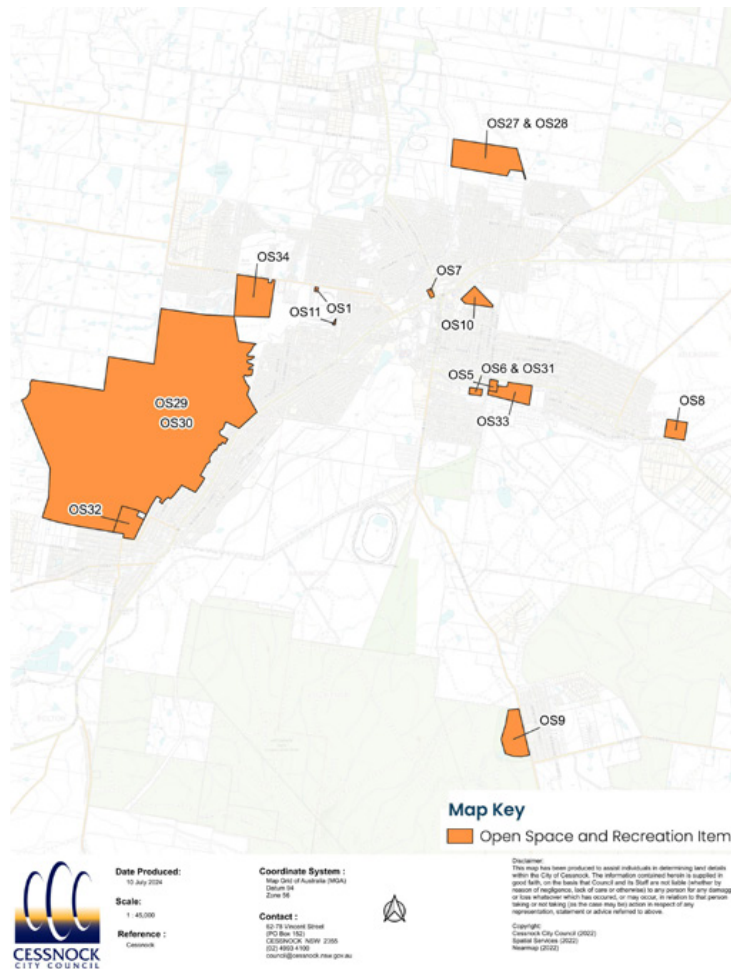 OS27 & OS28
OS34
OS7
OS1
OS11
OS10
OS6 & OS31
OS5
OS33
OS8
OS29
OS30
OS32
OS9
Map Key
Open Space and Recreation Item
CESSNOCK
CITY COUNCIL
Date Produced:
10 July 2024
Scale:
1 : 45,000
Reference :
Cessnock
Coordinate System :
Map Grid of Australia (MGA)
Datum 94
Zone 56
Contact :
62-78 Vincent Street
(PO Box 152)
CESSNOCK NSW 2325
(02) 4993 4100
council@cessnock.nsw.gov.au
Disclaimer:
This map has been produced to assist individuals in determining land details
within the City of Cessnock. The information contained herein is supplied in
good faith, on the basis that Council and its Staff are not liable (whether by
reason of negligence, lack of care or otherwise) to any person for any damage
or loss whatsoever which has occurred, or may occur, in relation to that person
taking or not taking (as the case may be) action in respect of any
representation, statement or advice referred to above.
Copyright:
Cessnock City Council (2022)
Spatial Services (2022)
Nearmap (2022)